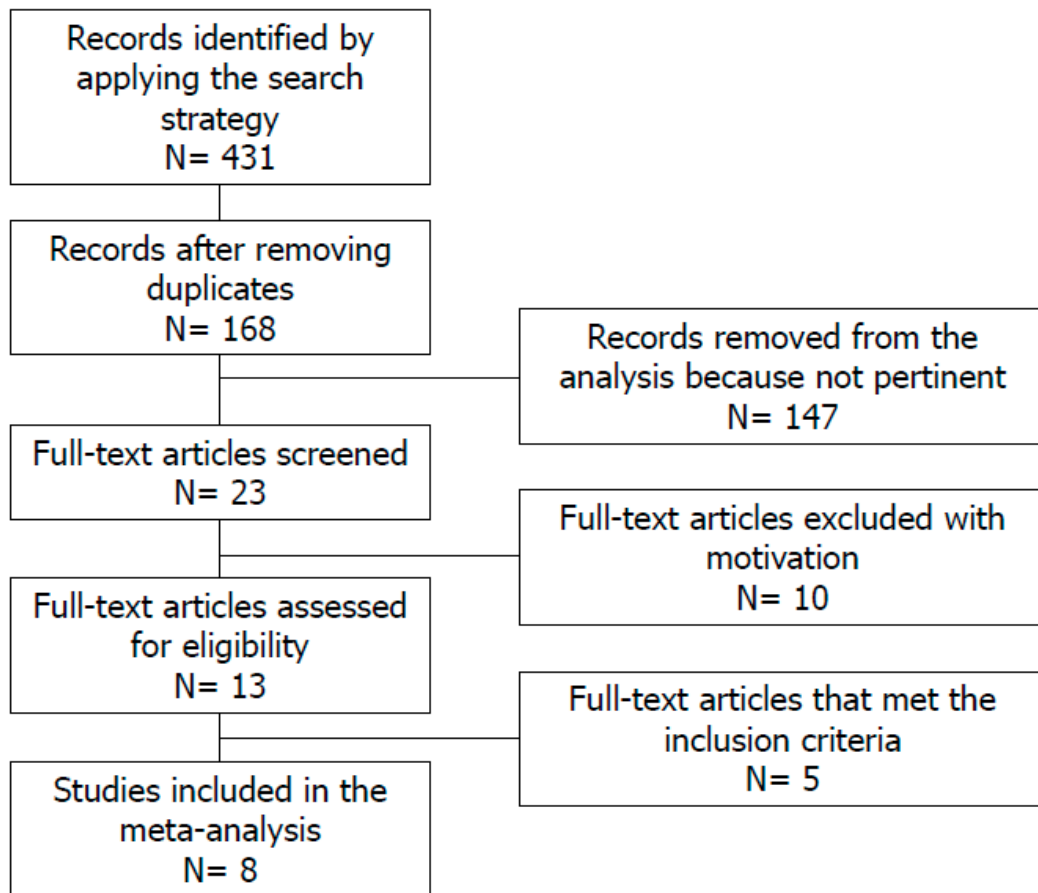 Records identified by
applying the search
strategy
N= 431
Records after removing
duplicates
N= 168
Records removed from the
analysis because not pertinent
N= 147
Full-text articles screened
N= 23
Full-text articles excluded with
motivation
N= 10
Full-text articles assessed
for eligibility
N= 13
Full-text articles that met the
inclusion criteria
N= 5
Studies included in the
meta-analysis
N= 8